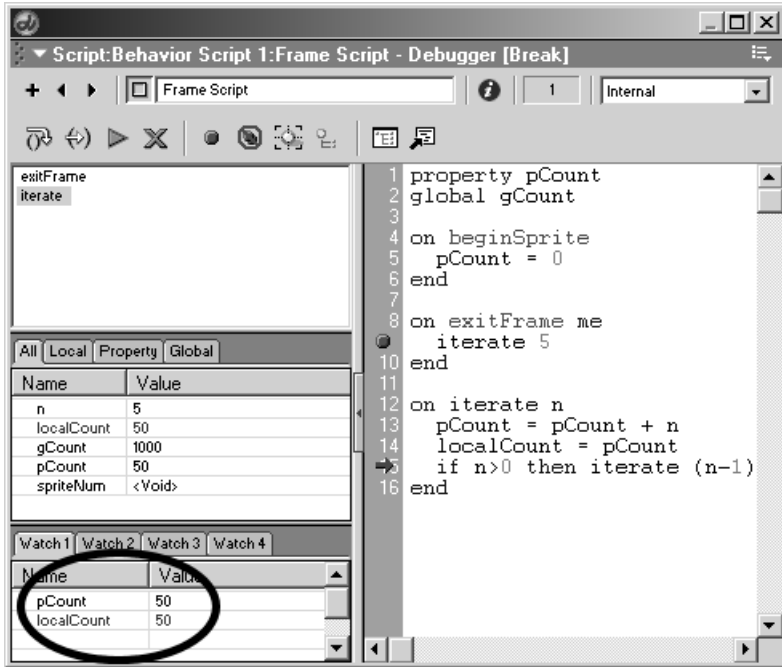 Script:Behavior Script 1:Frame Script - Debugger [Break]
Frame Script
1
Internal
exitFrame
iterate
All Local Property Global
Name Value
n 5
localCount 50
gCount 1000
pCount 50
spriteNum <Void>
Watch 1 Watch 2 Watch 3 Watch 4
Name Value
pCount 50
localCount 50
1 property pCount
2 global gCount
3
4 on beginSprite
5 pCount = 0
6 end
7
8 on exitFrame me
iterate 5
10 end
11
12 on iterate n
13 pCount = pCount + n
14 localCount = pCount
5 if n>0 then iterate (n-1)
16 end